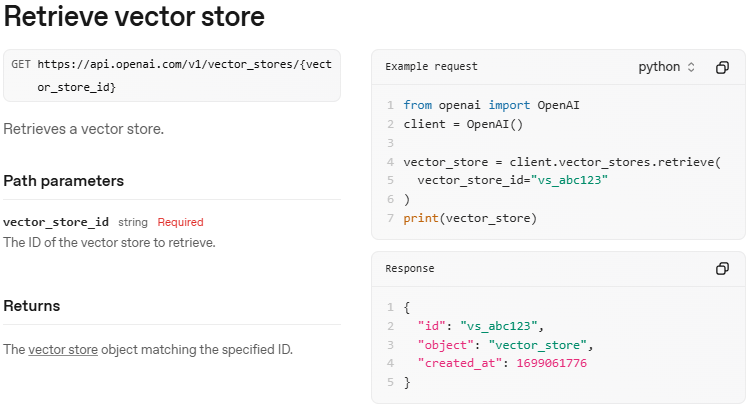 Retrieve vector store
GET https://api.openai.com/v1/vector_stores/{vect
or_store_id}
Retrieves a vector store.
Path parameters
vector_store_id string Required
The ID of the vector store to retrieve.
Returns
The vector store object matching the specified ID.
Example request
python
1 from openai import OpenAI
2 client = OpenAI()
3
4 vector_store = client.vector_stores.retrieve(
5   vector_store_id="vs_abc123"
6 )
7 print(vector_store)
Response
1 {
2   "id": "vs_abc123",
3   "object": "vector_store",
4   "created_at": 1699061776
5 }